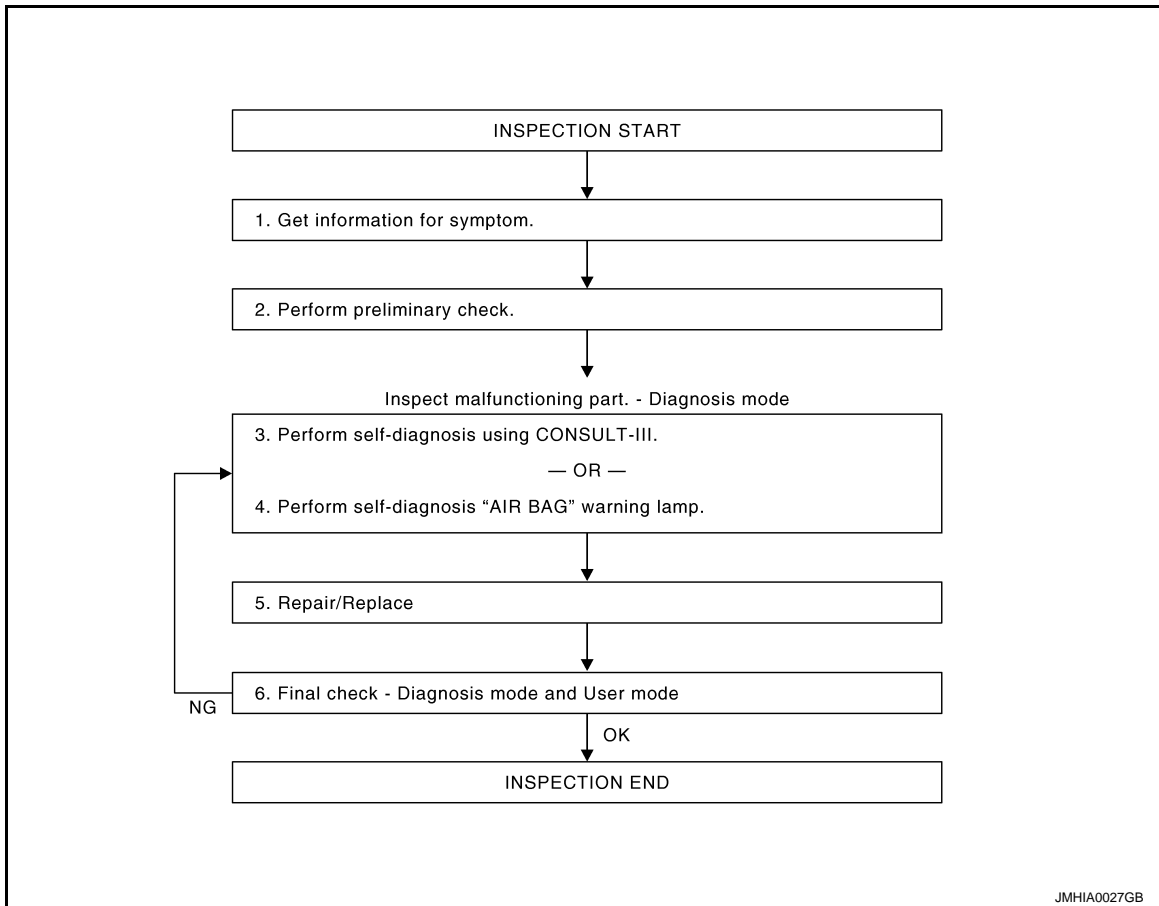 INSPECTION START
1. Get information for symptom.
2. Perform preliminary check.
Inspect malfunctioning part. - Diagnosis mode
3. Perform self-diagnosis using CONSULT-III.
— OR —
4. Perform self-diagnosis “AIR BAG” warning lamp.
5. Repair/Replace
6. Final check - Diagnosis mode and User mode
NG
OK
INSPECTION END
JMHIA0027GB